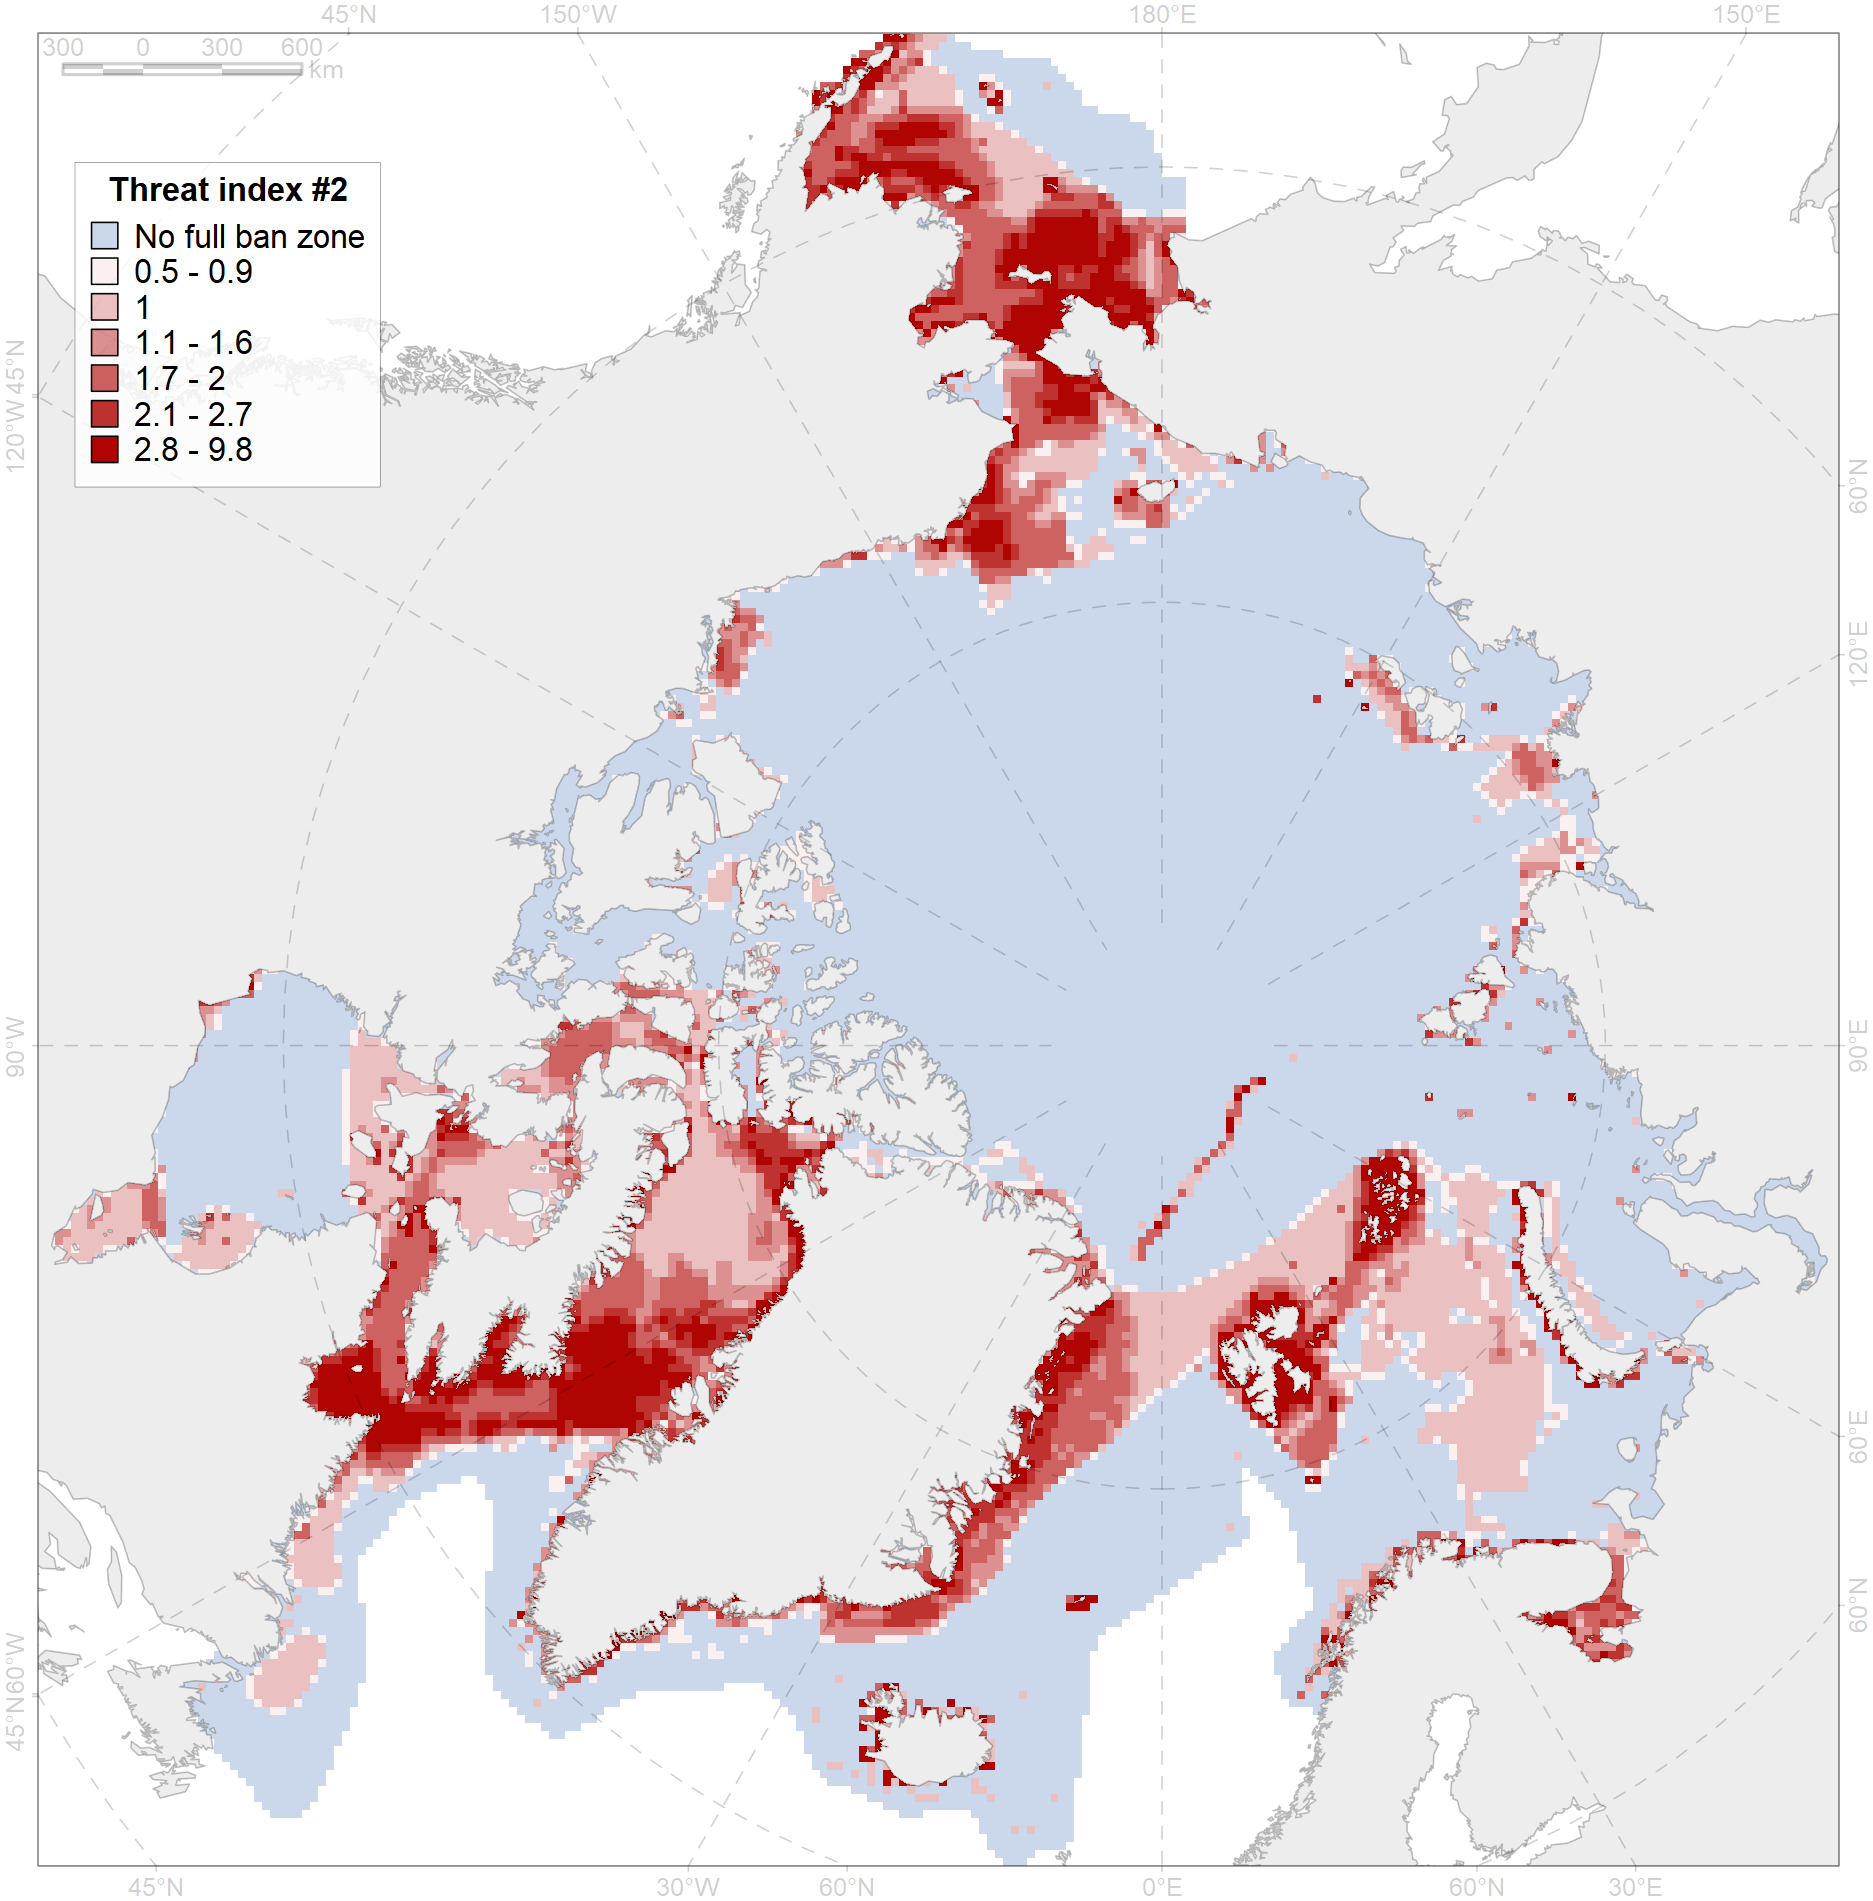 45°N 150°W 180°E 150°E
300 0 300 600
km
Threat index #2
No full ban zone
0.5 - 0.9
1
1.1 - 1.6
1.7 - 2
2.1 - 2.7
2.8 - 9.8
45°N
120°W
90°W
60°W
45°N
60°N
120°E
90°E
60°E
60°N
45°N 30°W 60°N 0°E 60°N 30°E